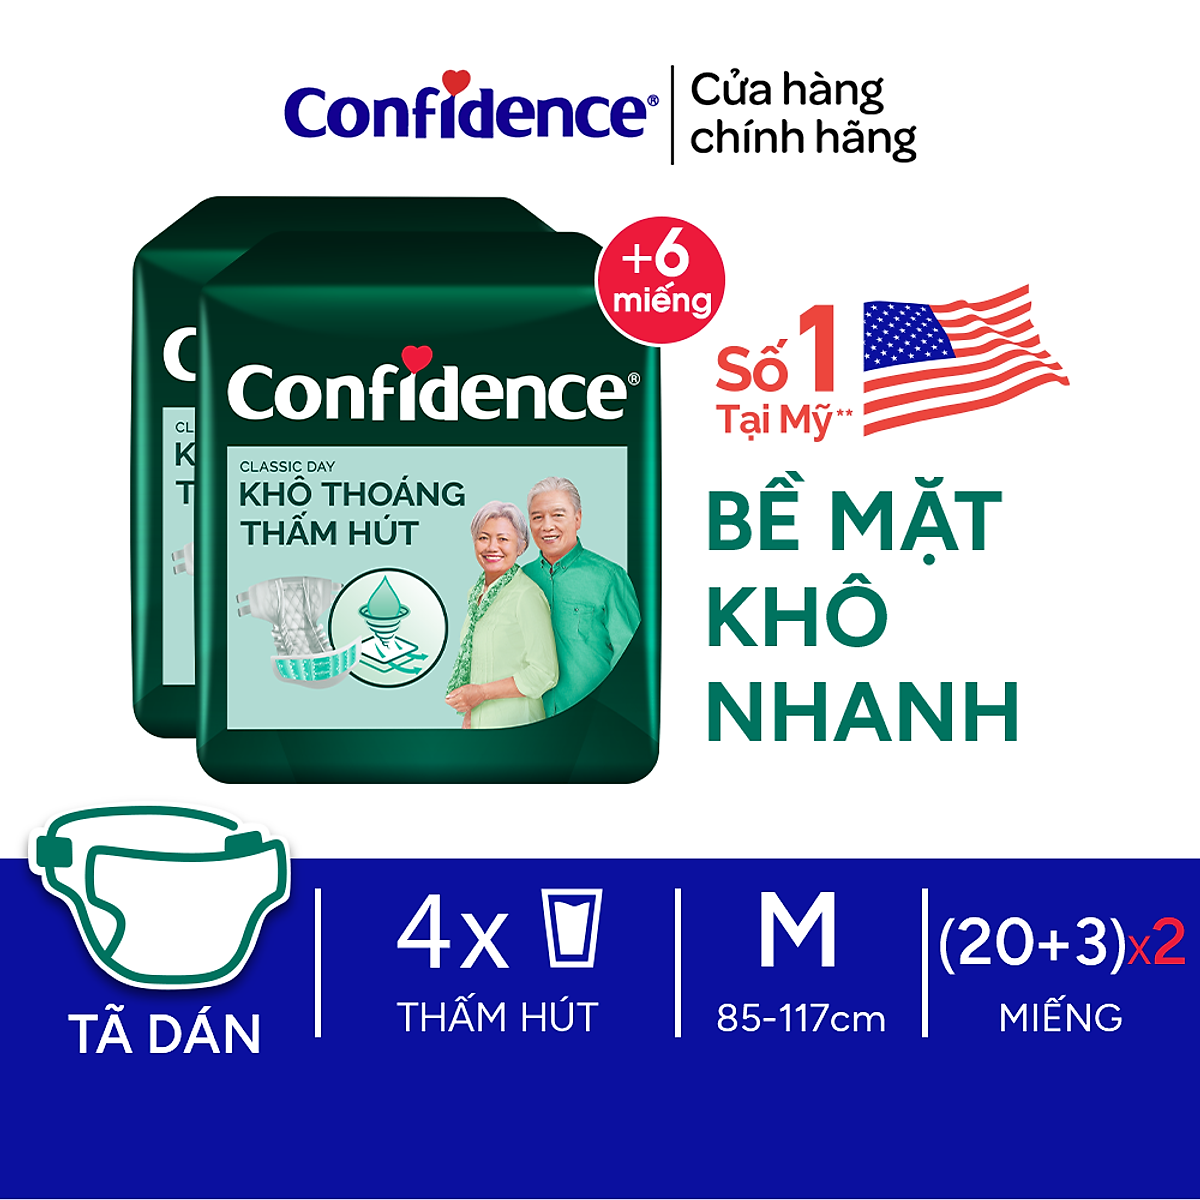 Confidence®
Cửa hàng
chính hãng
+6
miếng
Confidence®
CLASSIC DAY
KHÔ THOÁNG
THẤM HÚT
C
CL
K
T
Số 1
Tại Mỹ**
BỀ MẶT
KHÔ
NHANH
TÃ DÁN
4x
THẤM HÚT
M
85-117cm
(20+3)x2
MIẾNG